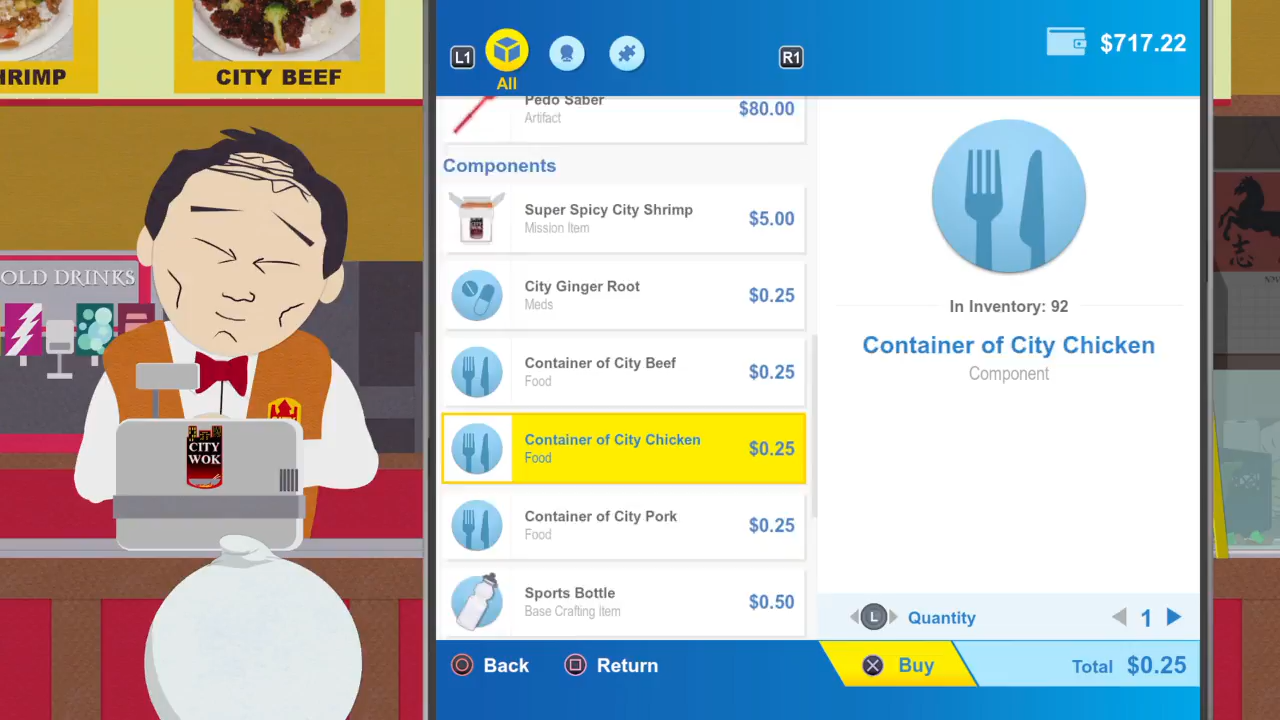 HRIMP
CITY BEEF
OLD DRINKS
CITY
WOK
L1
R1
All
$717.22
Pedo Saber
Artifact
$80.00
Components
Super Spicy City Shrimp
Mission Item
$5.00
City Ginger Root
Meds
$0.25
Container of City Beef
Food
$0.25
Container of City Chicken
Food
$0.25
Container of City Pork
Food
$0.25
Sports Bottle
Base Crafting Item
$0.50
In Inventory: 92
Container of City Chicken
Component
L
Quantity
1
Back
Return
Buy
Total $0.25
志